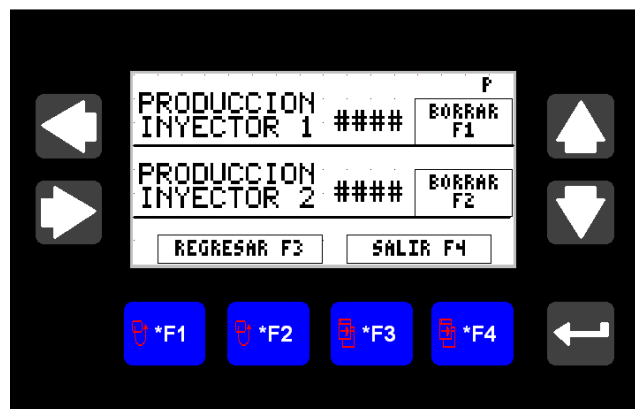 P
PRODUCCION
INYECTOR 1 ####
BORRAR
F1
PRODUCCION
INYECTOR 2 ####
BORRAR
F2
REGRESAR F3
SALIR F4
*F1
*F2
*F3
*F4